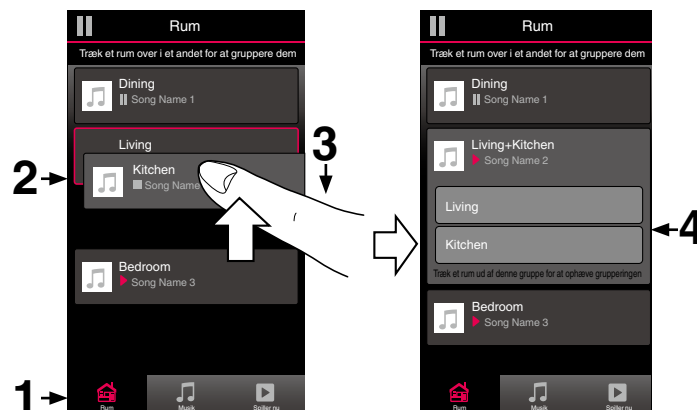 Rum
Træk et rum over i et andet for at gruppere dem
Dining
Song Name 1
Living
Kitchen
Song Name
Bedroom
Song Name 3
Rum
Musik
Spiller nu
1
2
3
Rum
Træk et rum over i et andet for at gruppere dem
Dining
Song Name 1
Living+Kitchen
Song Name 2
Living
Kitchen
Træk et rum ud af denne gruppe for at ophæve grupperingen
Bedroom
Song Name 3
Rum
Musik
Spiller nu
4